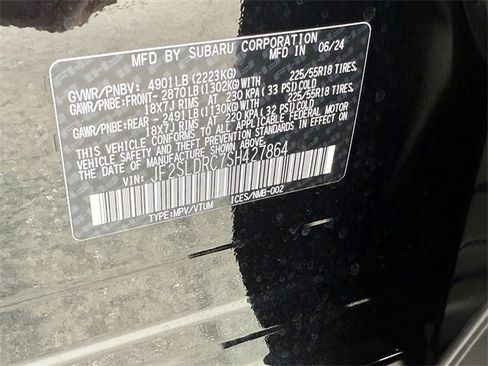 MFD BY SUBARU CORPORATION MFD IN 06/24
GVWR/PNBV: 4901LB (2223KG)
GAWR/PNBE:FRONT- 2870LB (1302KG)WITH 225/55R18 TIRES,
18X7J RIMS AT 230 KPA (33 PSI)COLD
GAWR/PNBE:REAR - 2491LB (1130KG)WITH 225/55R18 TIRES,
18X7J RIMS AT 220 KPA (32 PSI)COLD
THIS VEHICLE CONFORMS TO ALL APPLICABLE FEDERAL MOTOR
VEHICLE SAFETY STANDARDS IN EFFECT ON THE
DATE OF MANUFACTURE SHOWN ABOVE.
VIN: JF2SLDRC7SH427864
TYPE:MPV/VTUM ICES/NMB-002